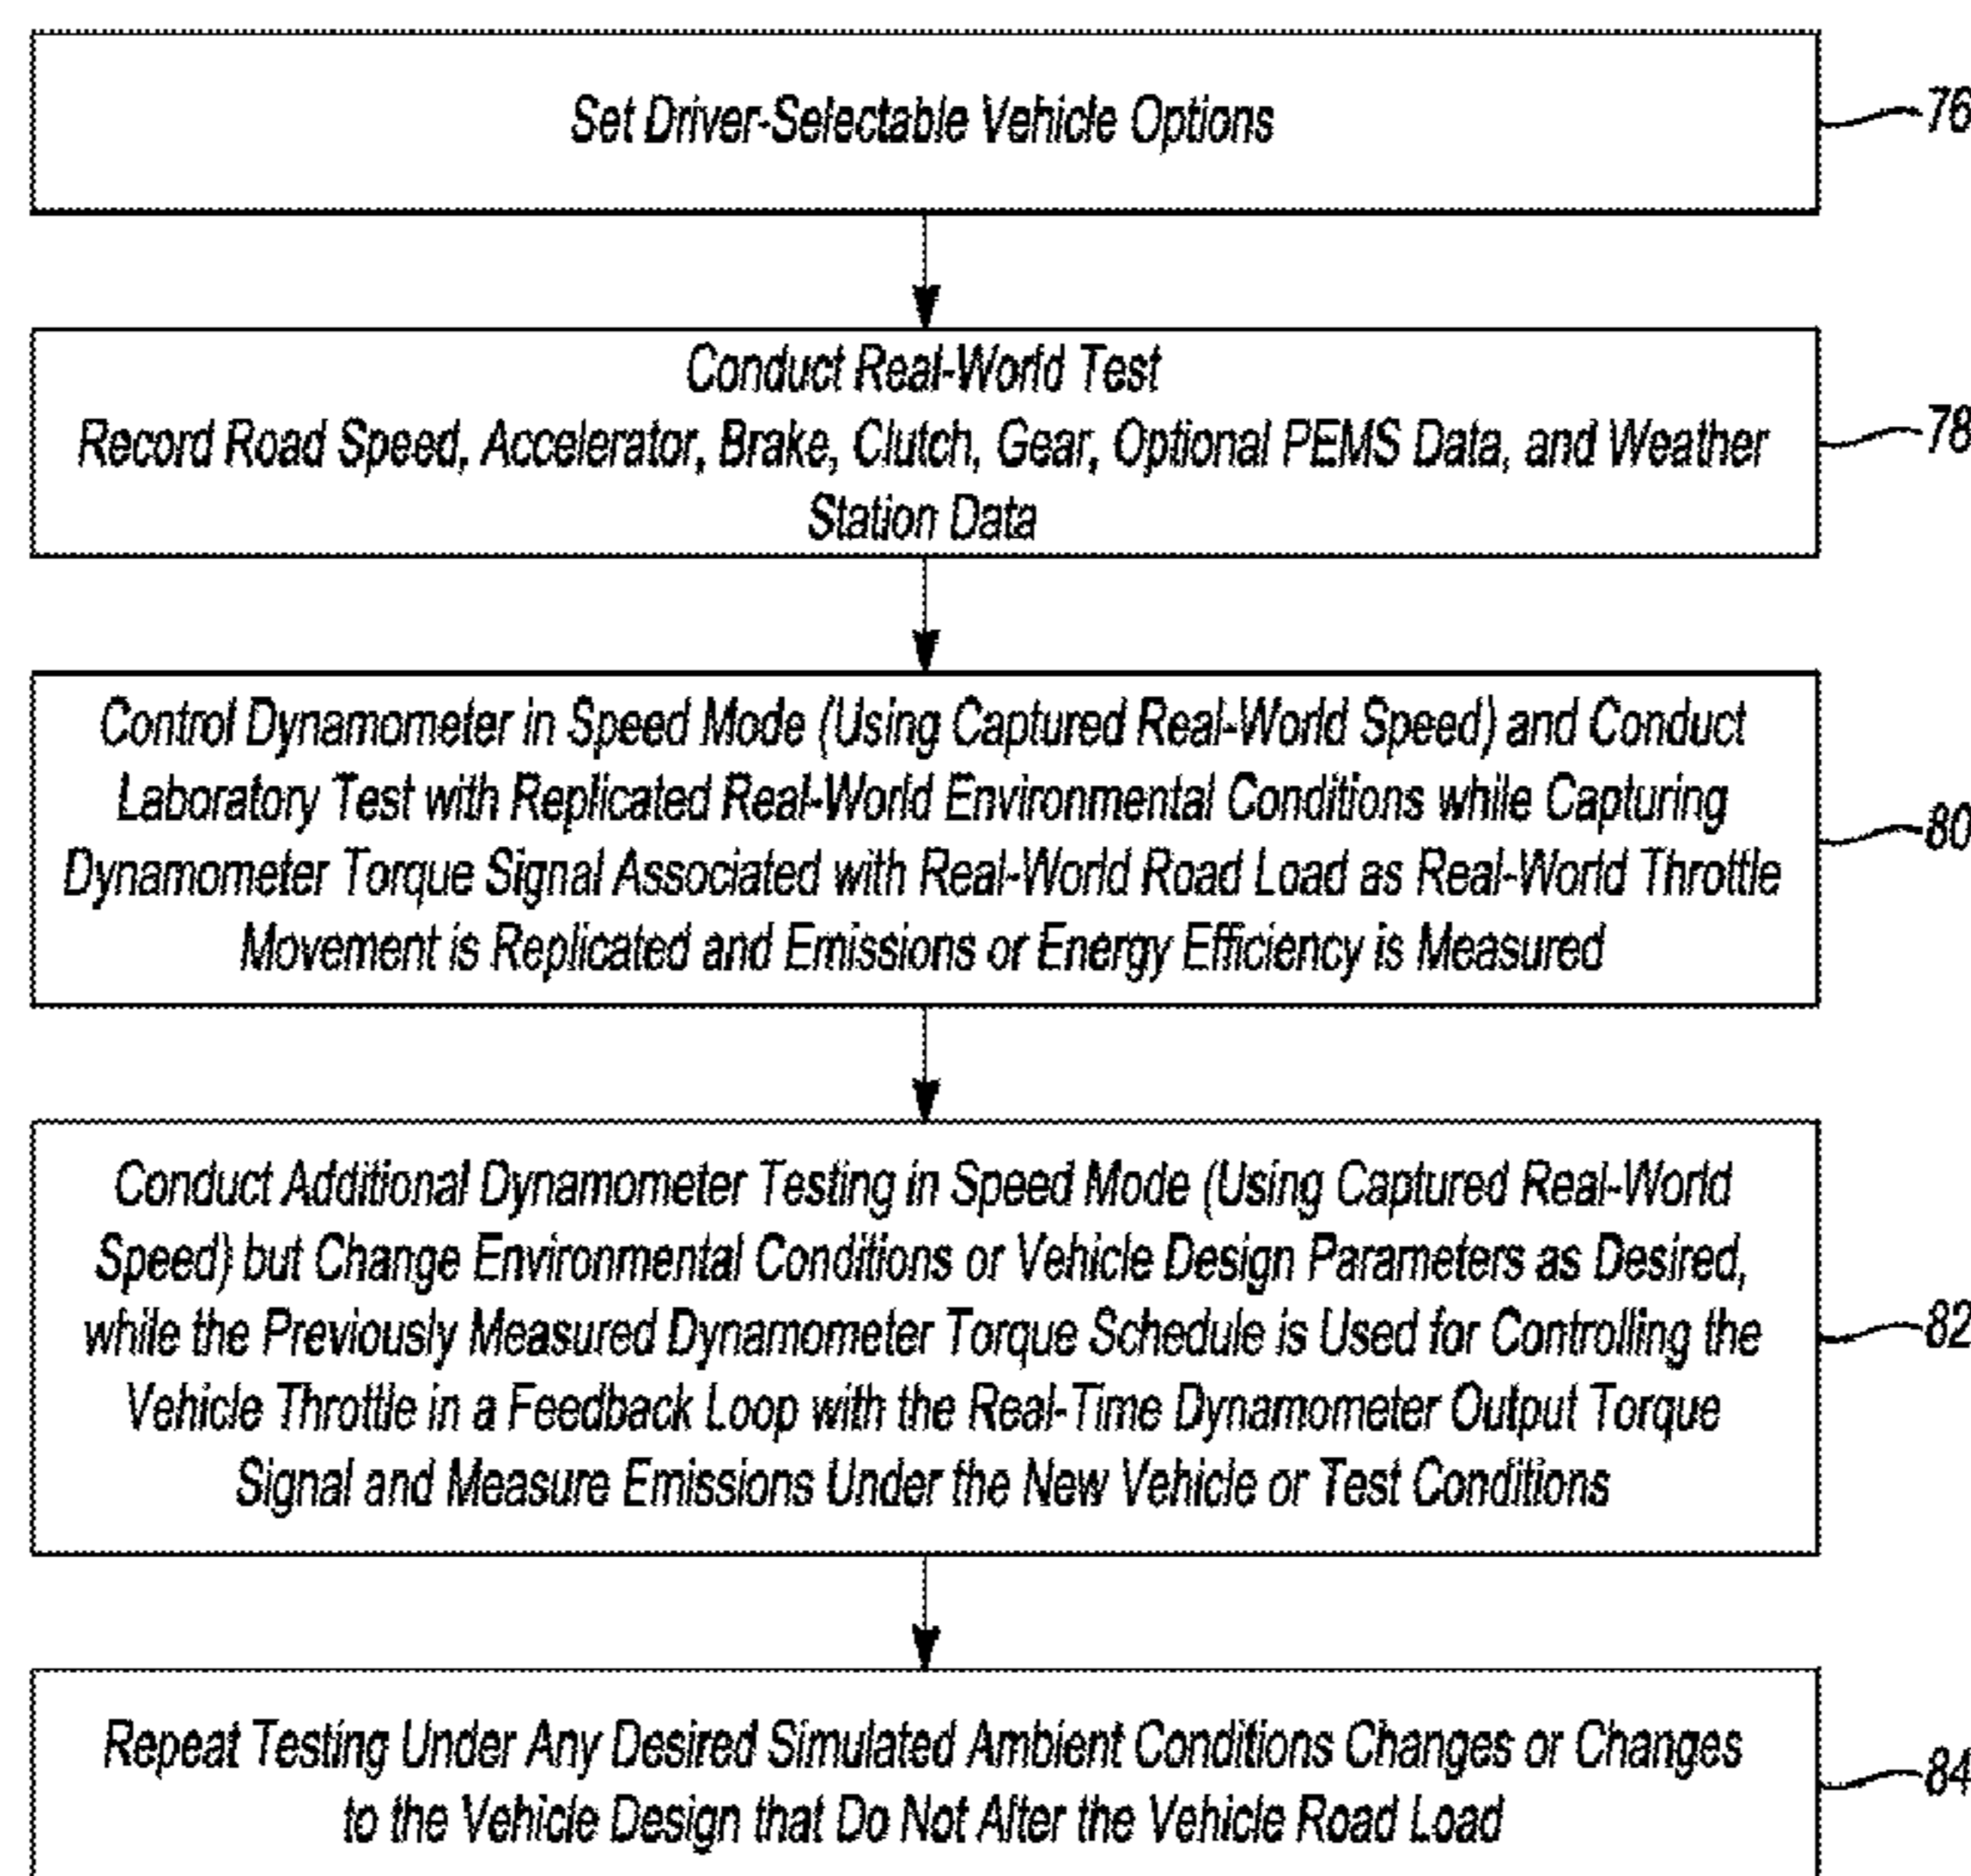 Set Driver-Selectable Vehicle Options
76
Conduct Real-World Test
Record Road Speed, Accelerator, Brake, Clutch, Gear, Optional PEMS Data, and Weather
Station Data
78
Control Dynamometer in Speed Mode (Using Captured Real-World Speed) and Conduct
Laboratory Test with Replicated Real-World Environmental Conditions while Capturing
Dynamometer Torque Signal Associated with Real-World Road Load as Real-World Throttle
Movement is Replicated and Emissions or Energy Efficiency is Measured
80
Conduct Additional Dynamometer Testing in Speed Mode (Using Captured Real-World
Speed) but Change Environmental Conditions or Vehicle Design Parameters as Desired,
while the Previously Measured Dynamometer Torque Schedule is Used for Controlling the
Vehicle Throttle in a Feedback Loop with the Real-Time Dynamometer Output Torque
Signal and Measure Emissions Under the New Vehicle or Test Conditions
82
Repeat Testing Under Any Desired Simulated Ambient Conditions Changes or Changes
to the Vehicle Design that Do Not Alter the Vehicle Road Load
84